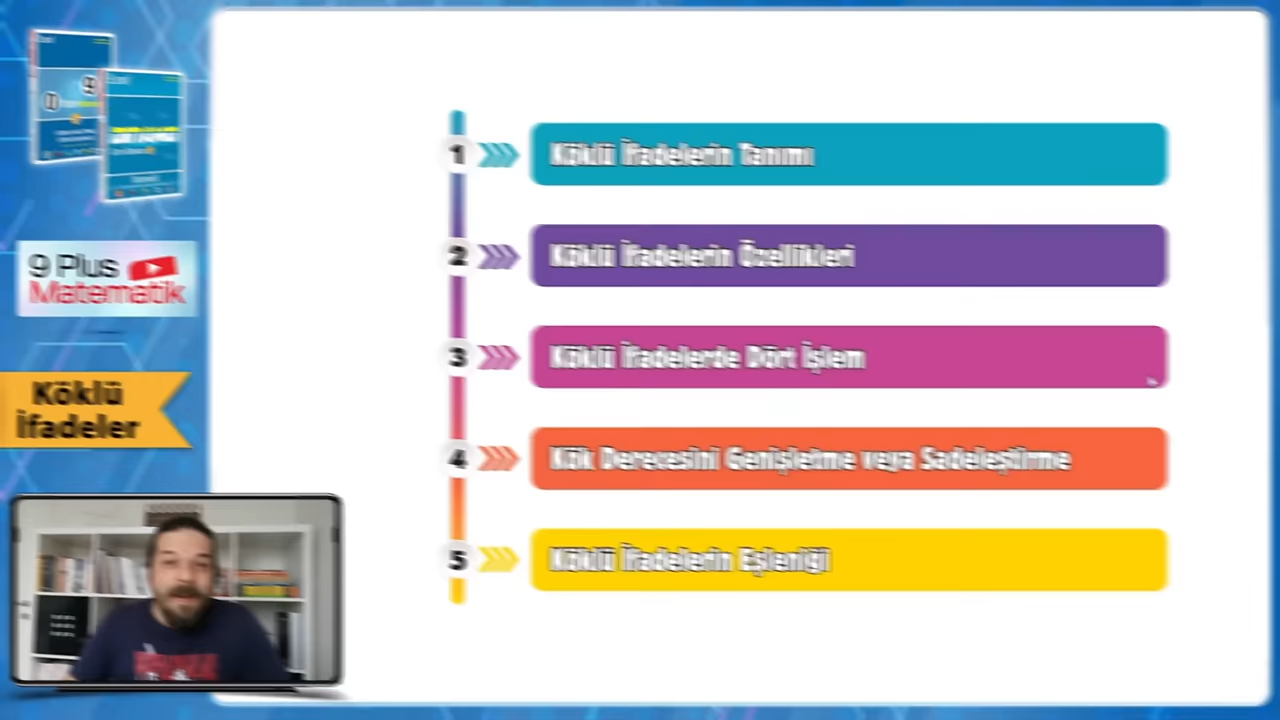 9 Plus
Matematik
Köklü
İfadeler
1 Köklü İfadelerin Tanımı
2 Köklü İfadelerin Özellikleri
3 Köklü İfadelerde Dört İşlem
4 Kök Derecesini Genişletme veya Sadeleştirme
5 Köklü İfadelerin Eşleniği